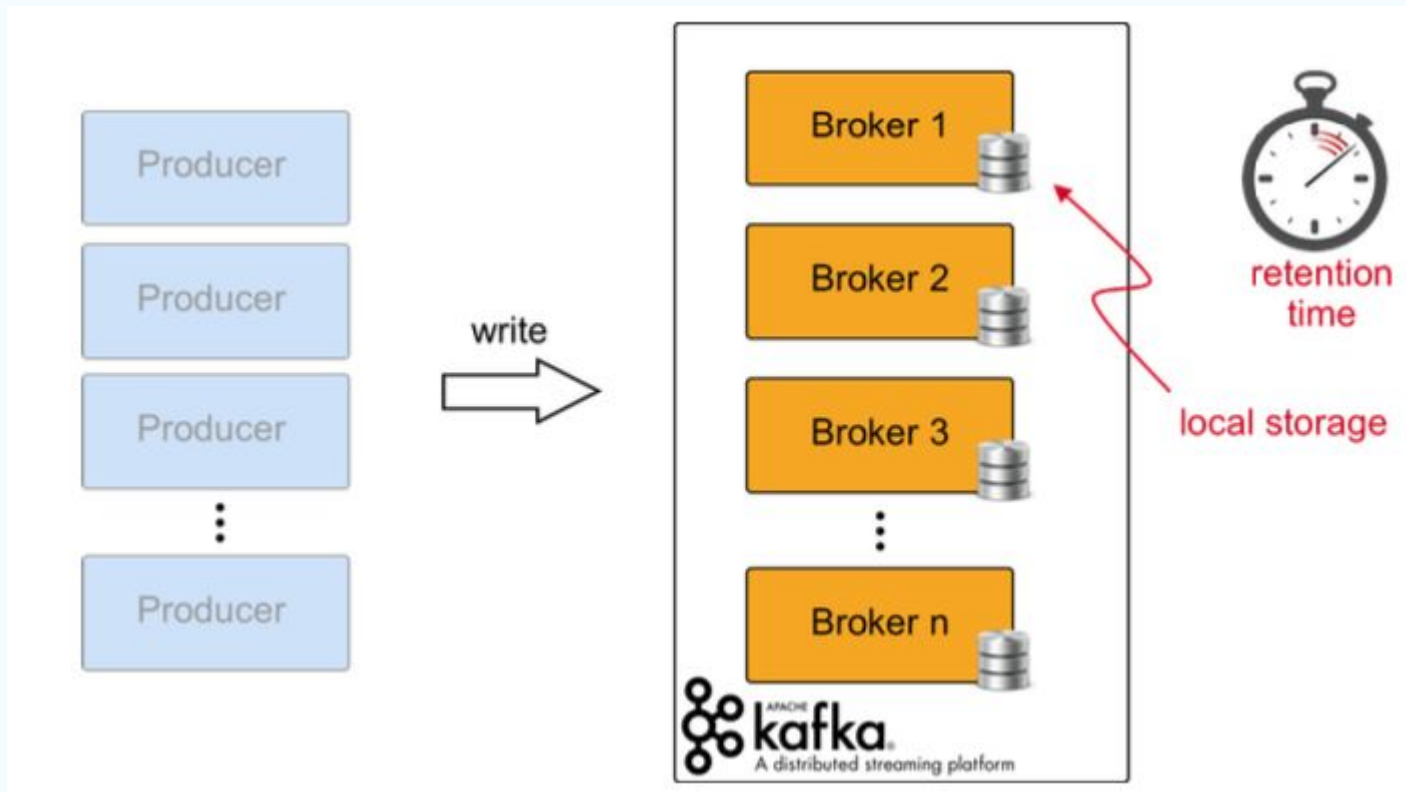 Producer
Producer
Producer
Producer
write
Broker 1
Broker 2
Broker 3
Broker n
APACHE
kafka®
A distributed streaming platform
retention
time
local storage